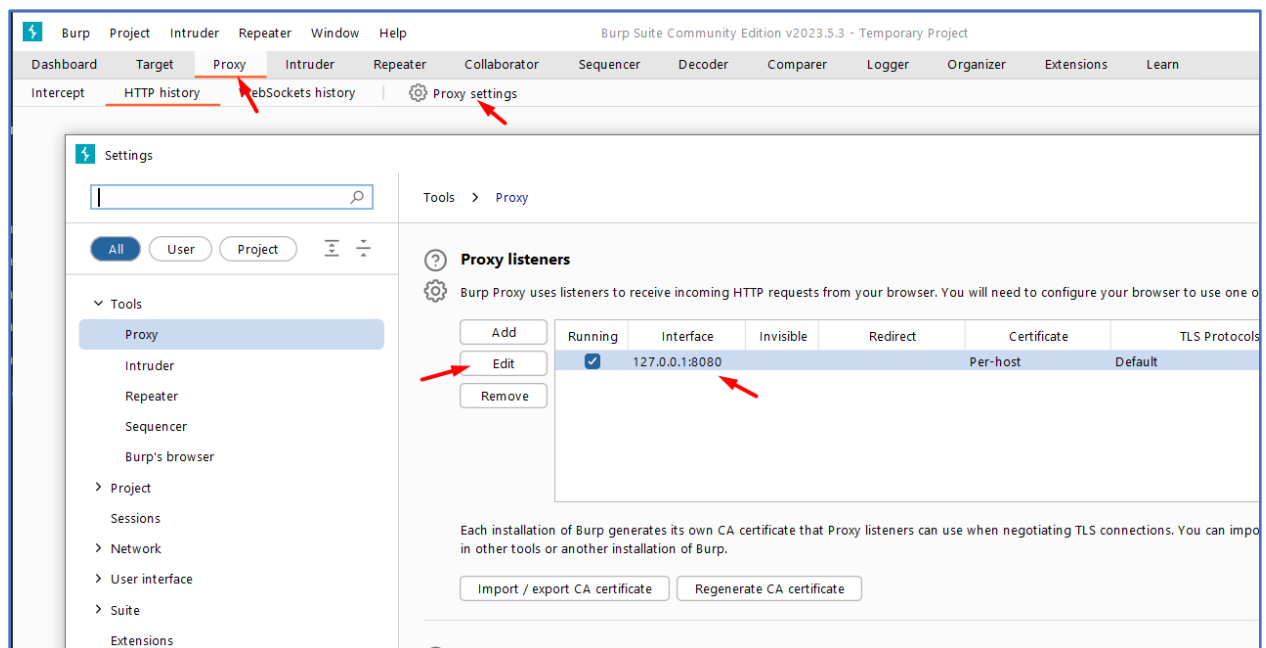 Burp Project Intruder Repeater Window Help Burp Suite Community Edition v2023.5.3 - Temporary Project
Dashboard Target Proxy Intruder Repeater Collaborator Sequencer Decoder Comparer Logger Organizer Extensions Learn
Intercept HTTP history WebSockets history Proxy settings
Settings
Tools > Proxy
All User Project
Tools
Proxy
Intruder
Repeater
Sequencer
Burp's browser
Project
Sessions
Network
User interface
Suite
Extensions
Proxy listeners
Burp Proxy uses listeners to receive incoming HTTP requests from your browser. You will need to configure your browser to use one o
Add
Edit
Remove
Running Interface Invisible Redirect Certificate TLS Protocols
127.0.0.1:8080 Per-host Default
Each installation of Burp generates its own CA certificate that Proxy listeners can use when negotiating TLS connections. You can impo
in other tools or another installation of Burp.
Import / export CA certificate Regenerate CA certificate